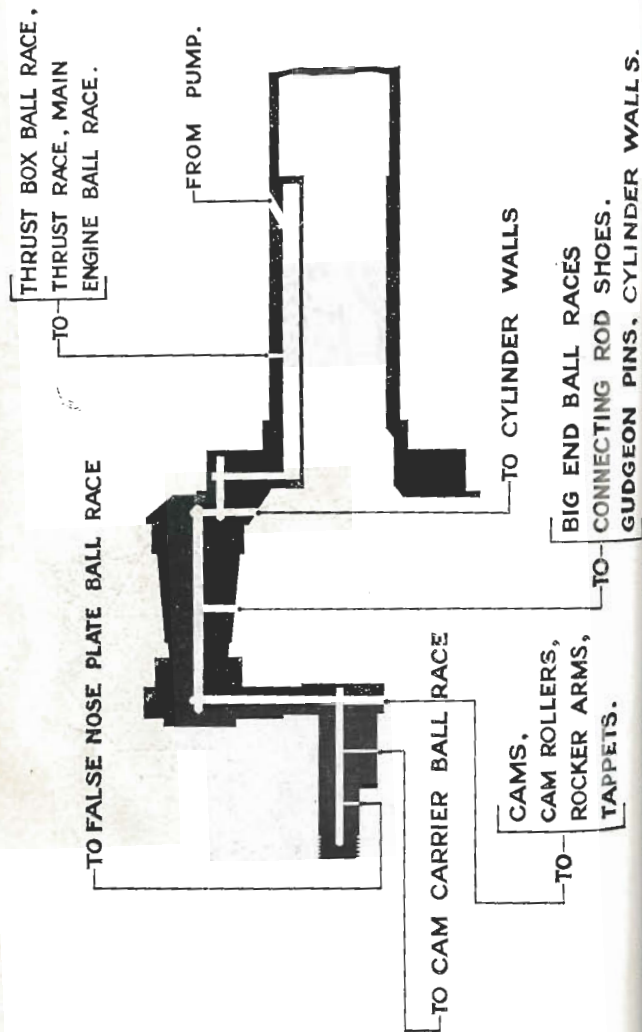 TO FALSE NOSE PLATE BALL RACE
TO
THRUST BOX BALL RACE,
THRUST RACE, MAIN
ENGINE BALL RACE.
FROM PUMP.
TO CAM CARRIER BALL RACE
TO CYLINDER WALLS
TO
CAMS,
CAM ROLLERS,
ROCKER ARMS,
TAPPETS.
TO
BIG END BALL RACES
CONNECTING ROD SHOES.
GUDGEON PINS, CYLINDER WALLS.